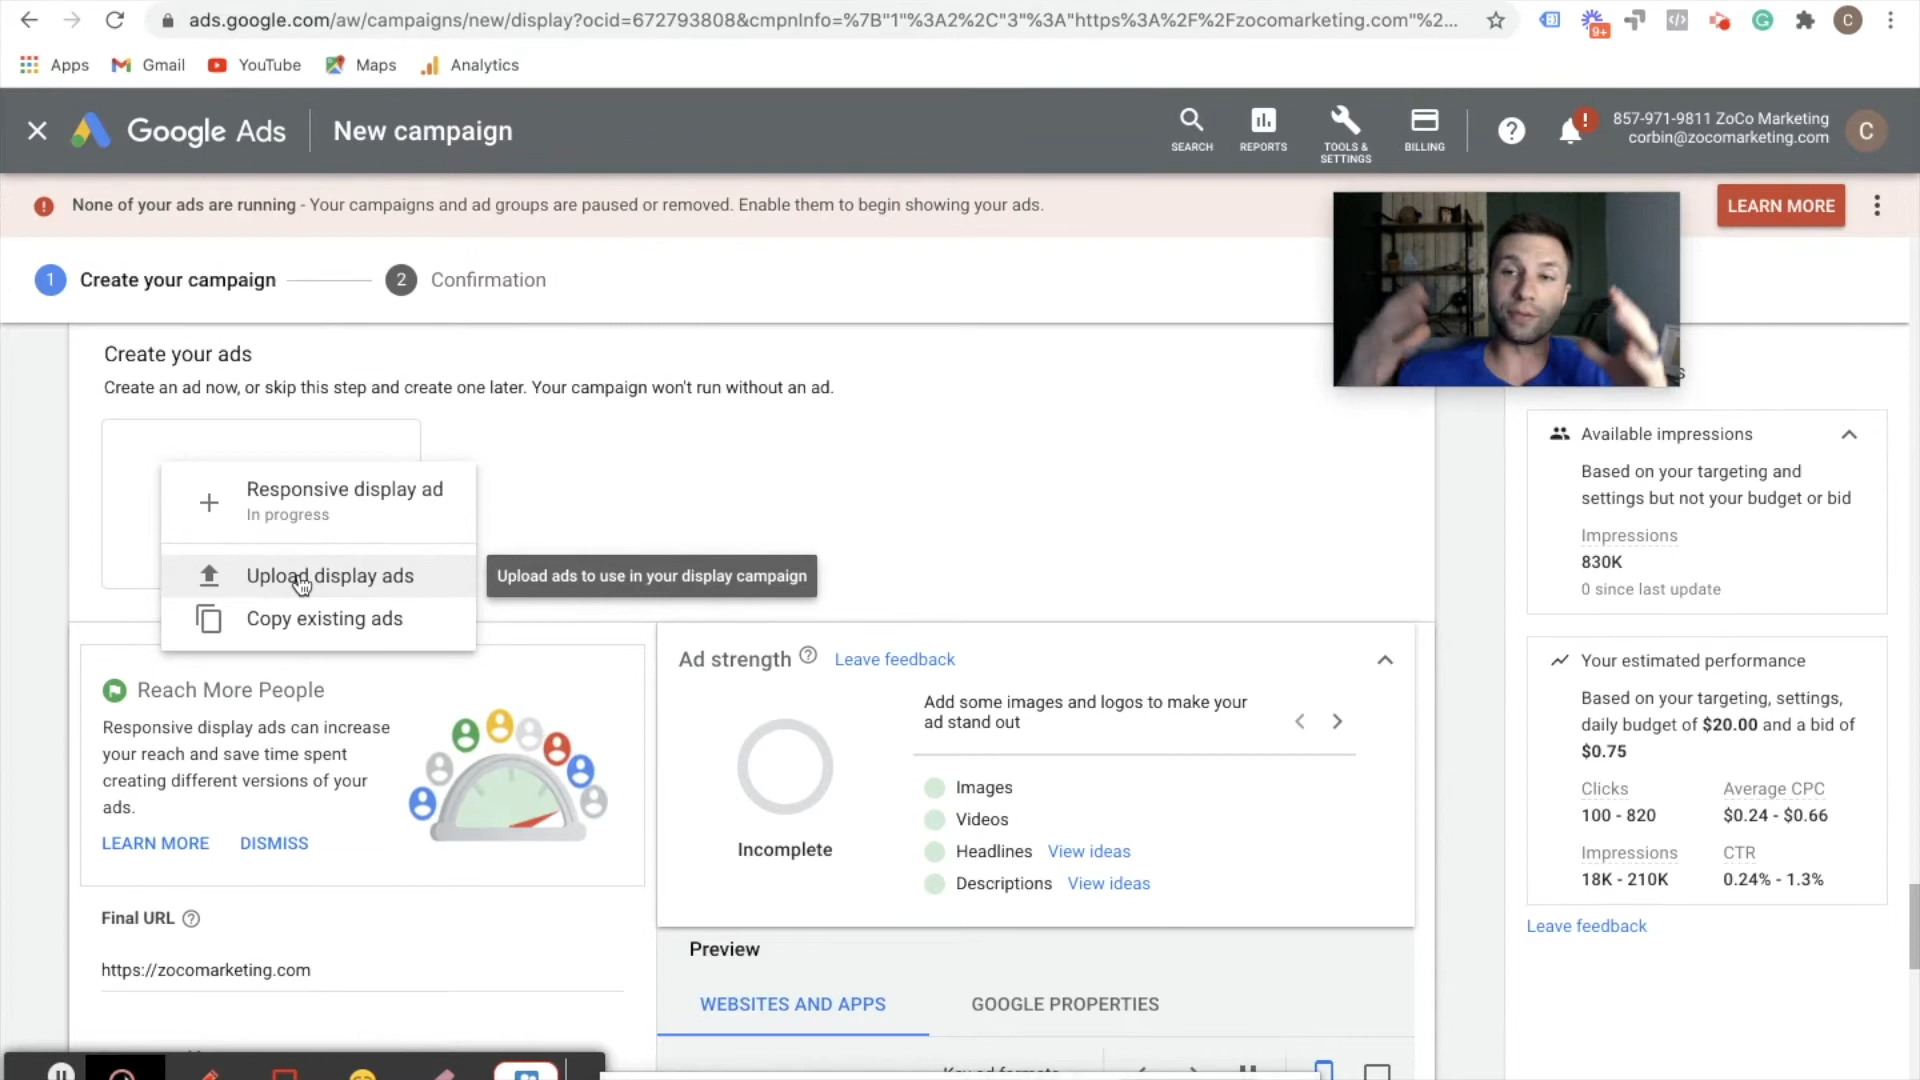 ads.google.com/aw/campaigns/new/display?ocid=672793808&cmpnInfo=%7B"1"%3A2%2C"3"%3A"https%3A%2F%2Fzocomarketing.com"%2...
9+
C
Apps
Gmail
YouTube
Maps
Analytics
Google Ads
New campaign
SEARCH
REPORTS
TOOLS &
SETTINGS
BILLING
857-971-9811 ZoCo Marketing
corbin@zocomarketing.com
C
None of your ads are running - Your campaigns and ad groups are paused or removed. Enable them to begin showing your ads.
LEARN MORE
1 Create your campaign
2 Confirmation
Create your ads
Create an ad now, or skip this step and create one later. Your campaign won't run without an ad.
Responsive display ad
In progress
Upload display ads
Upload ads to use in your display campaign
Copy existing ads
Reach More People
Responsive display ads can increase
your reach and save time spent
creating different versions of your
ads.
LEARN MORE DISMISS
Final URL
https://zocomarketing.com
Ad strength
Leave feedback
Incomplete
Add some images and logos to make your
ad stand out
Images
Videos
Headlines View ideas
Descriptions View ideas
Preview
WEBSITES AND APPS
GOOGLE PROPERTIES
Available impressions
Based on your targeting and
settings but not your budget or bid
Impressions
830K
0 since last update
Your estimated performance
Based on your targeting, settings,
daily budget of $20.00 and a bid of
$0.75
Clicks Average CPC
100 - 820 $0.24 - $0.66
Impressions CTR
18K - 210K 0.24% - 1.3%
Leave feedback